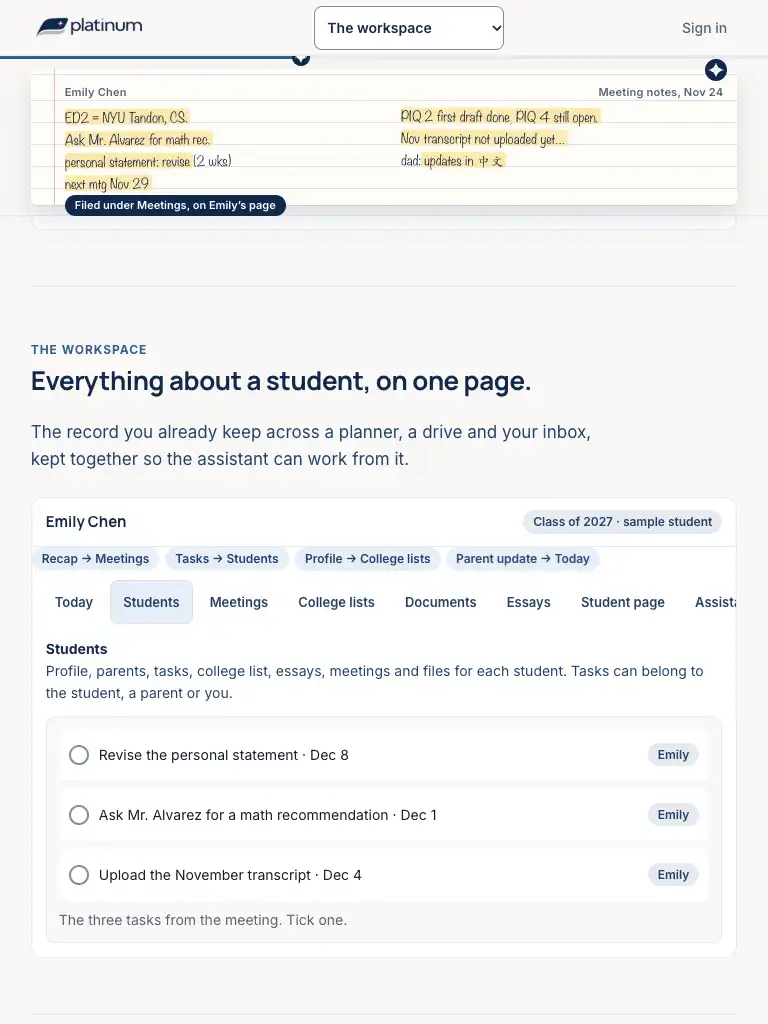 platinum
The workspace
Sign in
Emily Chen
Meeting notes, Nov 24
ED2 = NYU Tandon, CS.
Ask Mr. Alvarez for math rec.
personal statement: revise (2 wks)
next mtg Nov 29
PIQ 2 first draft done, PIQ 4 still open.
Nov transcript not uploaded yet...
dad: updates in 中文
Filed under Meetings, on Emily's page
THE WORKSPACE
Everything about a student, on one page.
The record you already keep across a planner, a drive and your inbox,
kept together so the assistant can work from it.
Emily Chen
Class of 2027 · sample student
Recap → Meetings
Tasks → Students
Profile → College lists
Parent update → Today
Today
Students
Meetings
College lists
Documents
Essays
Student page
Assista
Students
Profile, parents, tasks, college list, essays, meetings and files for each student. Tasks can belong to
the student, a parent or you.
Revise the personal statement · Dec 8
Emily
Ask Mr. Alvarez for a math recommendation · Dec 1
Emily
Upload the November transcript · Dec 4
Emily
The three tasks from the meeting. Tick one.